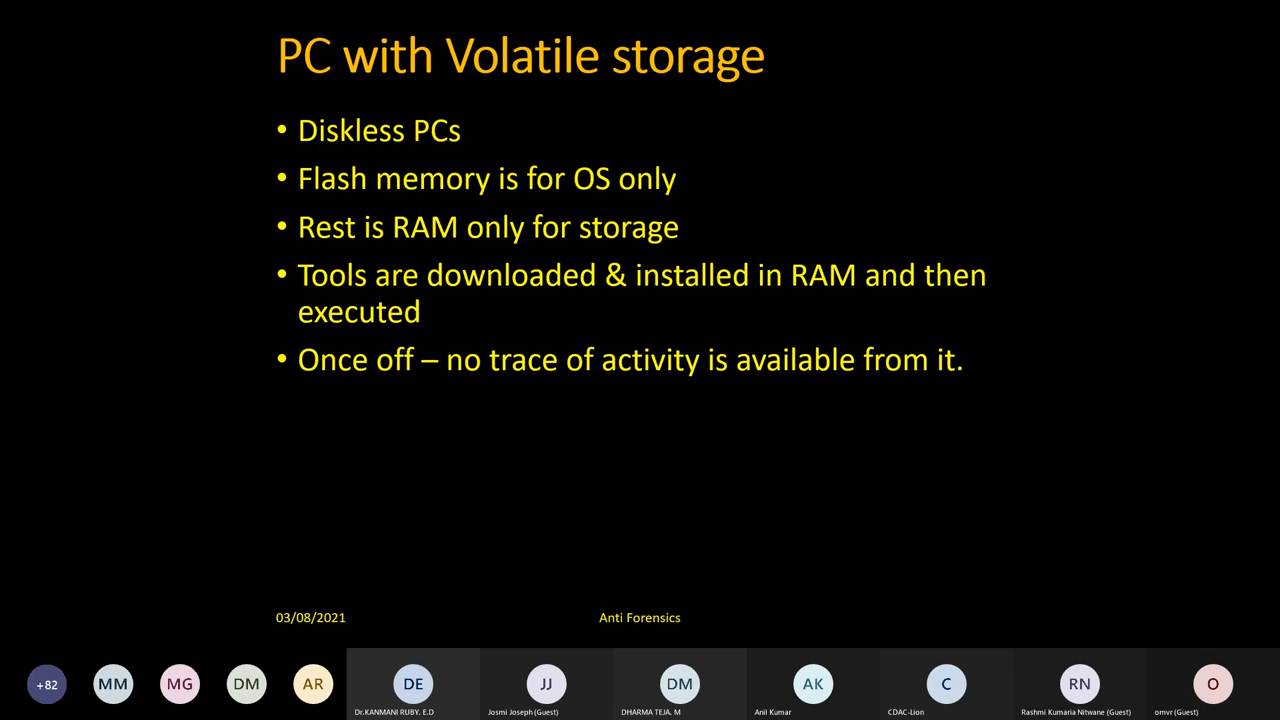 PC with Volatile storage
• Diskless PCs
• Flash memory is for OS only
• Rest is RAM only for storage
• Tools are downloaded & installed in RAM and then
executed
• Once off – no trace of activity is available from it.
03/08/2021
Anti Forensics
+82
MM
MG
DM
AR
DE
JJ
DM
AK
C
RN
O
Dr.KANMANI RUBY. E.D
Josmi Joseph (Guest)
DHARMA TEJA. M
Anil Kumar
CDAC-Lion
Rashmi Kumaria Nitwane (Guest)
omvr (Guest)